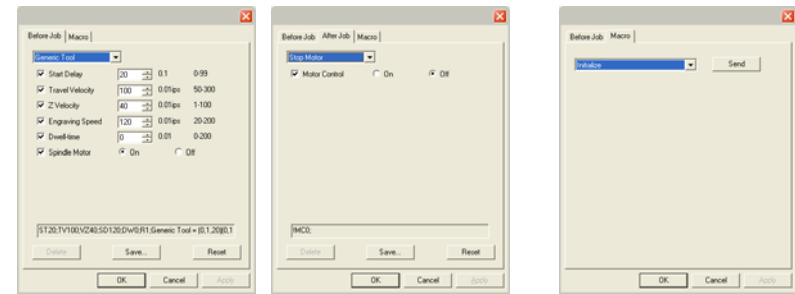 Before Job Macro
Generic Tool
Start Delay 20 0.1 0-99
Travel Velocity 100 0.01ips 50-300
Z Velocity 40 0.01ips 1-100
Engraving Speed 120 0.01ips 20-200
Dwell-time 0 0.01 0-200
Spindle Motor On Off
ST20;TV100;VZ40;SD120;DW0;R1;Generic Tool = (0,1,20)(0,1
Delete Save... Reset
OK Cancel Apply
Before Job After Job Macro
Stop Motor
Motor Control On Off
!MC0;
Delete Save... Reset
OK Cancel Apply
Before Job Macro
Initialize Send
OK Cancel Apply